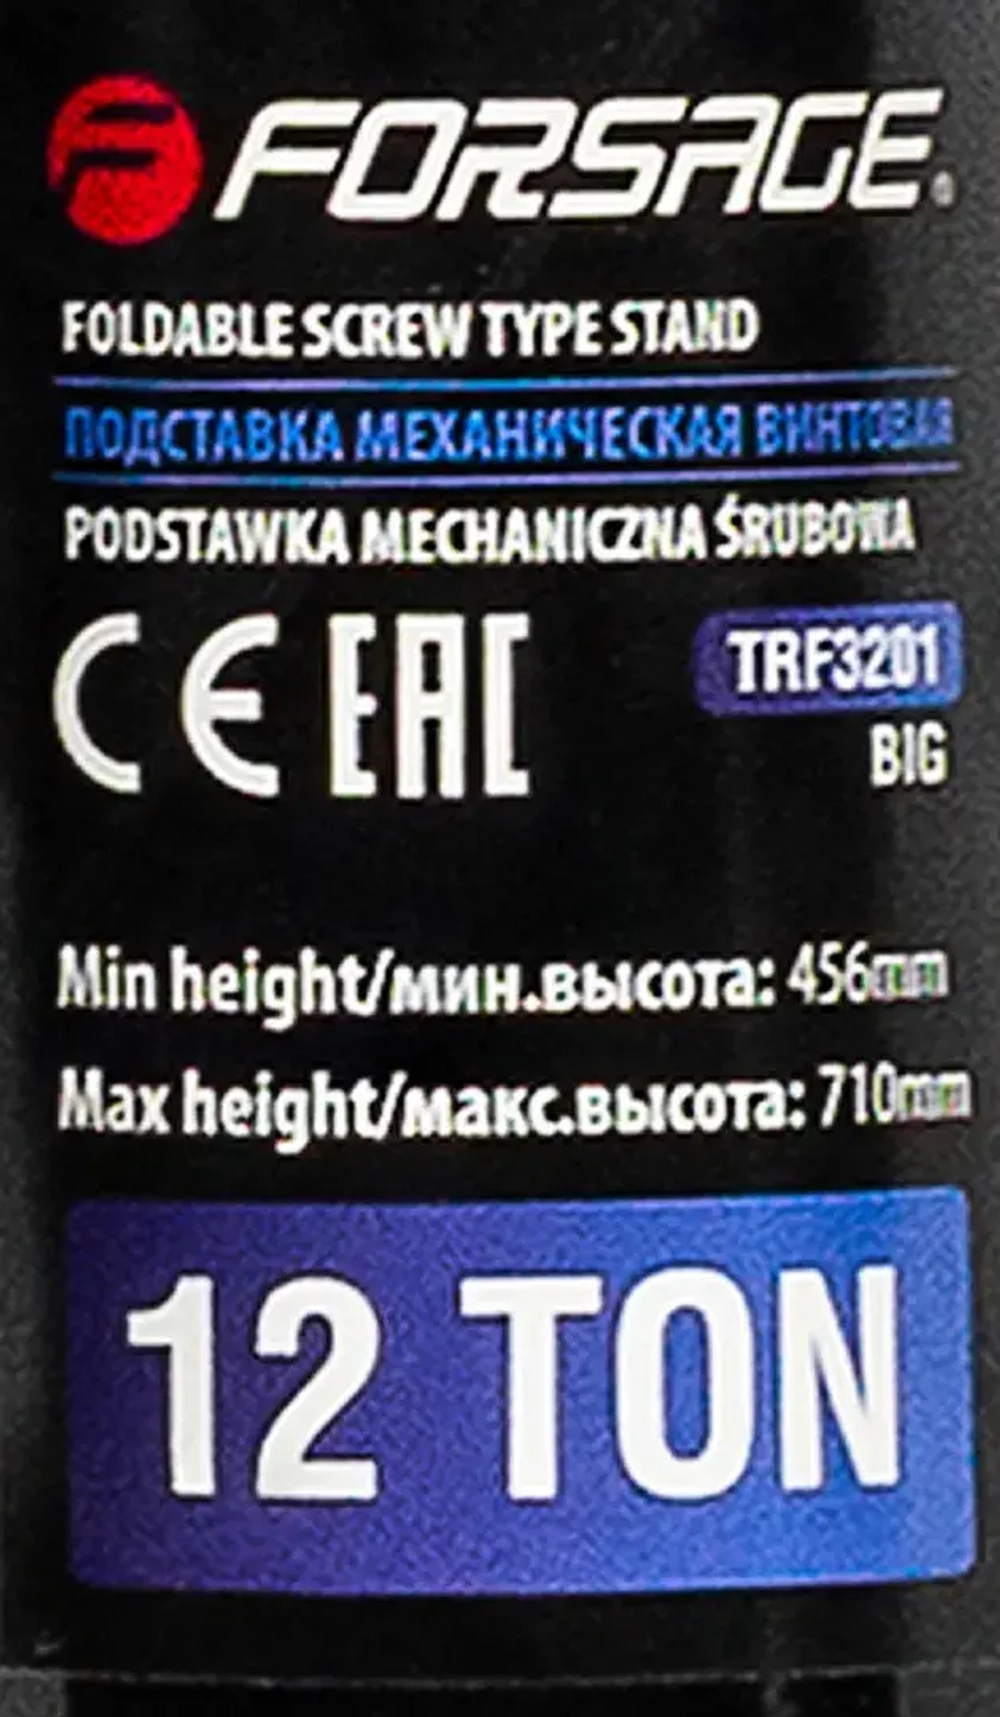 FORSAGE®
FOLDABLE SCREW TYPE STAND
ПОДСТАВКА МЕХАНИЧЕСКАЯ ВИНТОВАЯ
PODSTAWKA MECHANICZNA ŚRUBOWA
CE EAC TRF3201
BIG
Min height/мин.высота: 456mm
Max height/макс.высота: 710mm
12 TON